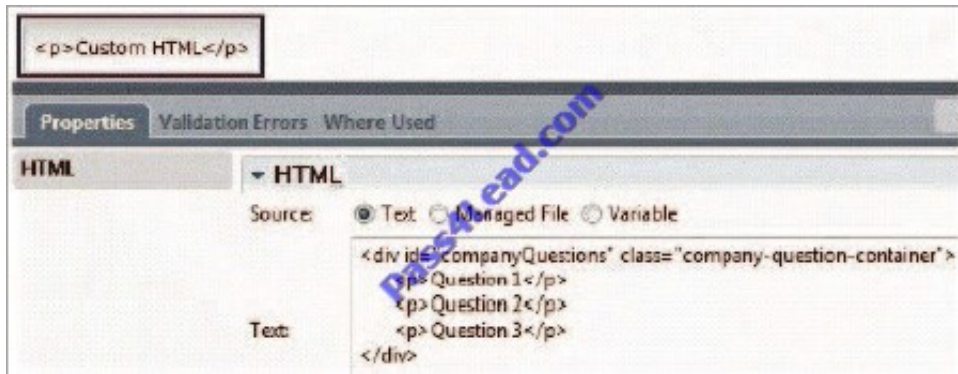 <p>Custom HTML</p>
Properties Validation Errors Where Used
HTML
HTML
Source: Text Managed File Variable
<div id="companyQuestions" class="company-question-container">
<p>Question 1</p>
<p>Question 2</p>
Text: <p>Question 3</p>
</div>
Pass4Lead.com